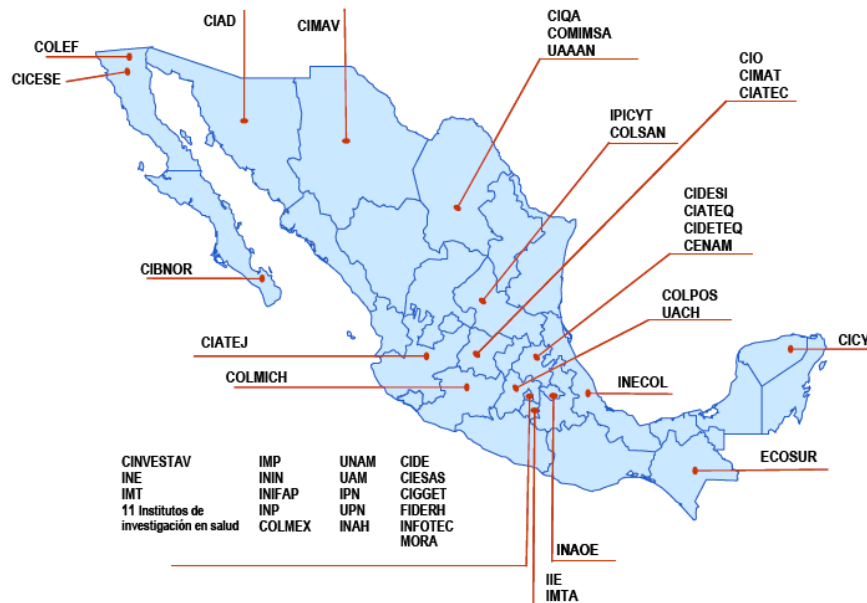 CIAD
CIMAV
CIQA
COMIMSA
UAAAN
COLEF
CICESE
CIO
CIMAT
CIATEC
IPICYT
COLSAN
CIDESI
CIATEQ
CIDETEQ
CENAM
CIBNOR
COLPOS
UACH
CIATEJ
CICY
COLMICH
INECOL
ECOSUR
CINVESTAV
INE
IMT
11 Institutos de
investigación en salud
IMP
ININ
INIFAP
INP
COLMEX
UNAM
UAM
IPN
UPN
INAH
CIDE
CIESAS
CIGGET
FIDERH
INFOTEC
MORA
INAOE
IIE
IMTA